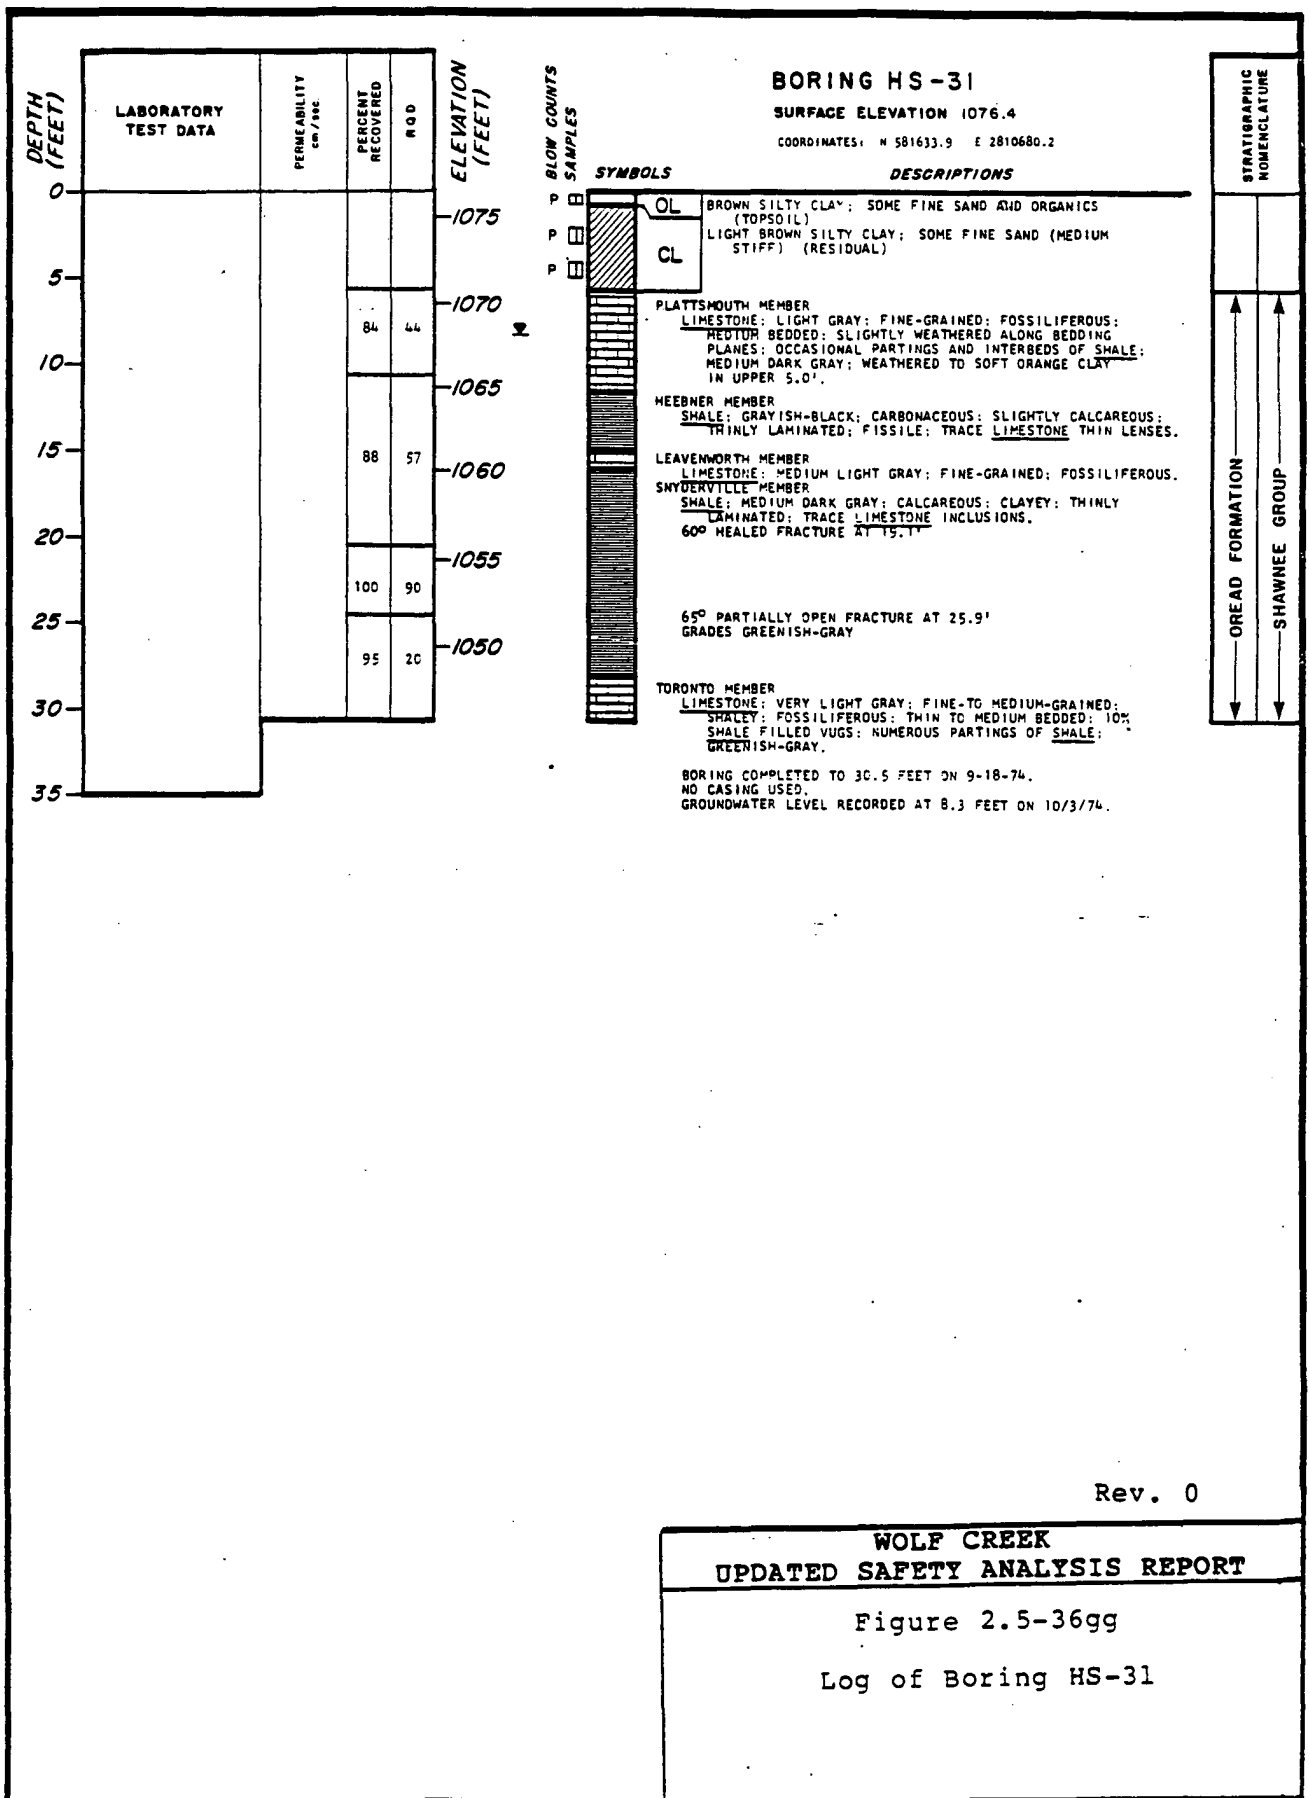 BORING HS-31
SURFACE ELEVATION 1076.4
COORDINATES: N 581633.9 E 2810680.2
DEPTH
(FEET)
LABORATORY
TEST DATA
PERMEABILITY
cm/sec.
PERCENT
RECOVERED
RQD
ELEVATION
(FEET)
BLOW COUNTS
SAMPLES
SYMBOLS
DESCRIPTIONS
STRATIGRAPHIC
NOMENCLATURE
0
5
10
15
20
25
30
35
84 44
88 57
100 90
95 20
1075
1070
1065
1060
1055
1050
P
P
P
OL
CL
BROWN SILTY CLAY; SOME FINE SAND AND ORGANICS
(TOPSOIL)
LIGHT BROWN SILTY CLAY; SOME FINE SAND (MEDIUM
STIFF) (RESIDUAL)
PLATTSMOUTH MEMBER
LIMESTONE; LIGHT GRAY; FINE-GRAINED; FOSSILIFEROUS;
MEDIUM BEDDED; SLIGHTLY WEATHERED ALONG BEDDING
PLANES; OCCASIONAL PARTINGS AND INTERBEDS OF SHALE;
MEDIUM DARK GRAY; WEATHERED TO SOFT ORANGE CLAY
IN UPPER 5.0'.
HEEBNER MEMBER
SHALE; GRAYISH-BLACK; CARBONACEOUS; SLIGHTLY CALCAREOUS;
THINLY LAMINATED; FISSILE; TRACE LIMESTONE THIN LENSES.
LEAVENWORTH MEMBER
LIMESTONE; MEDIUM LIGHT GRAY; FINE-GRAINED; FOSSILIFEROUS.
SNYDERVILLE MEMBER
SHALE; MEDIUM DARK GRAY; CALCAREOUS; CLAYEY; THINLY
LAMINATED; TRACE LIMESTONE INCLUSIONS.
60° HEALED FRACTURE AT 19.1'
65° PARTIALLY OPEN FRACTURE AT 25.9'
GRADES GREENISH-GRAY
TORONTO MEMBER
LIMESTONE; VERY LIGHT GRAY; FINE-TO MEDIUM-GRAINED;
SHALEY; FOSSILIFEROUS; THIN TO MEDIUM BEDDED; 10%
SHALE FILLED VUGS; NUMEROUS PARTINGS OF SHALE;
GREENISH-GRAY.
BORING COMPLETED TO 30.5 FEET ON 9-18-74.
NO CASING USED.
GROUNDWATER LEVEL RECORDED AT 8.3 FEET ON 10/3/74.
OREAD FORMATION
SHAWNEE GROUP
Rev. 0
WOLF CREEK
UPDATED SAFETY ANALYSIS REPORT
Figure 2.5-36gg
Log of Boring HS-31